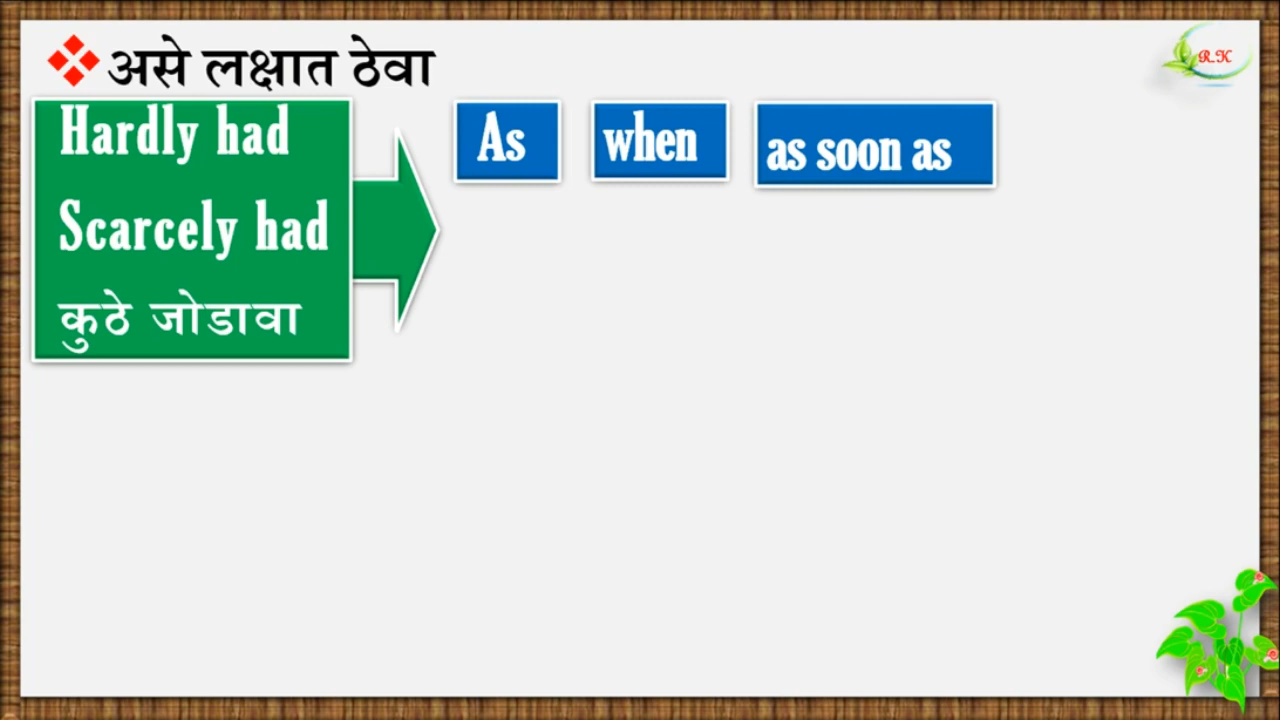 असे लक्षात ठेवा
R.K
Hardly had
Scarcely had
कुठे जोडावा
As
when
as soon as